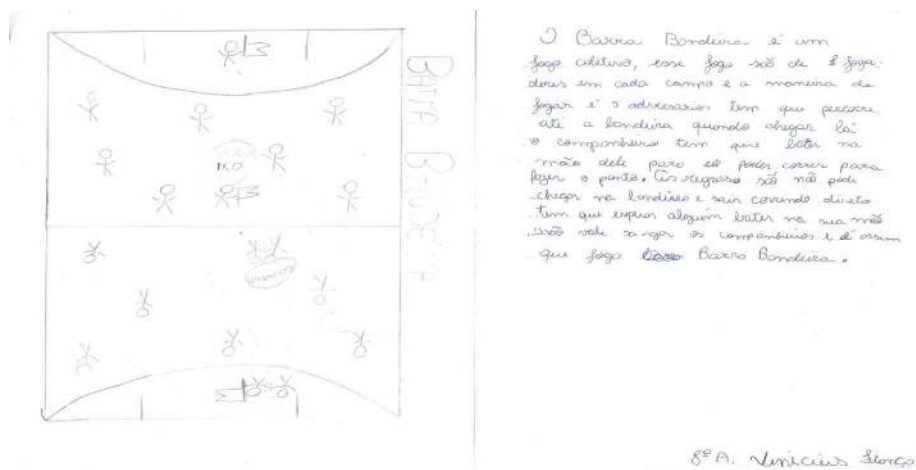 BARRA BANDEIRA
O Barra Bandeira é um
jogo coletivo, esse jogo são de 8 joga-
dores em cada campo e a maneira de
jogar é o adversarios tem que percorre
até a bandeira quando chegar lá
o companheiro tem que bater na
mão dele para ele poder correr para
fazer o ponto. As regras são não pode
chegar na bandeira e sair correndo direto
tem que esperar alguem bater na sua mão
não vale xingar os companheiros e é assim
que joga Barra Bandeira.
8º A. Vinicius